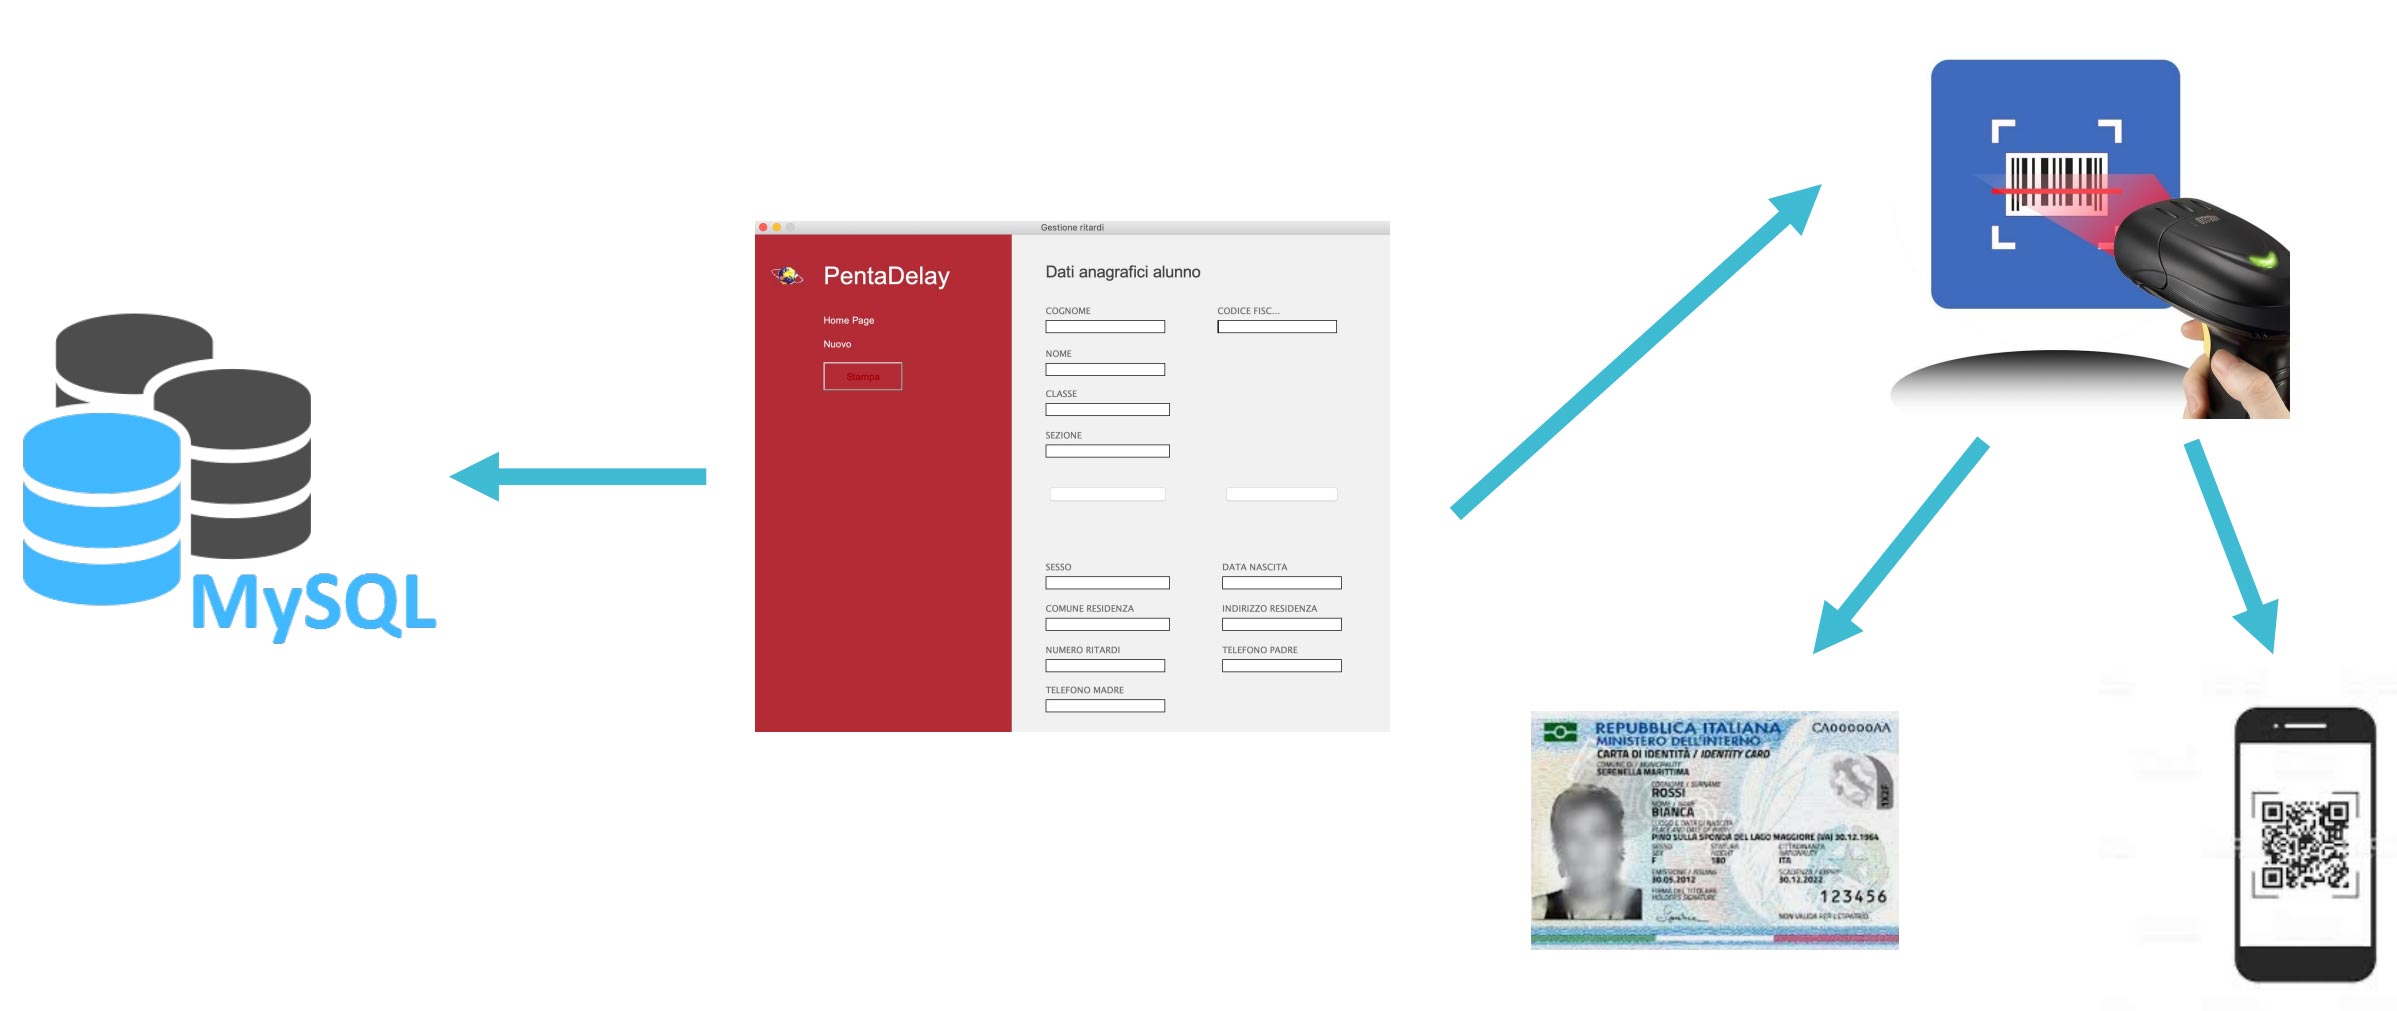 MySQL
Gestione ritardi
PentaDelay
Home Page
Nuovo
Stampa
Dati anagrafici alunno
COGNOME
CODICE FISC...
NOME
CLASSE
SEZIONE
SESSO
DATA NASCITA
COMUNE RESIDENZA
INDIRIZZO RESIDENZA
NUMERO RITARDI
TELEFONO PADRE
TELEFONO MADRE
REPUBBLICA ITALIANA
CA00000AA
MINISTERO DELL'INTERNO
CARTA DI IDENTITÀ / IDENTITY CARD
COMUNE DI / MUNICIPALITY
SERENELLA MARITTIMA
COGNOME / SURNAME
ROSSI
NOME / NAME
BIANCA
LUOGO E DATA DI NASCITA
PLACE AND DATE OF BIRTH
PINO SULLA SPONDA DEL LAGO MAGGIORE (VA) 30.12.1964
SESSO STATURA CITTADINANZA
SEX HEIGHT NATIONALITY
F 180 ITA
EMISSIONE / ISSUING SCADENZA / EXPIRY
30.05.2012 30.12.2022
FIRMA DEL TITOLARE
HOLDER'S SIGNATURE
123456
NON VALIDA PER L'ESPATRIO
1X2F